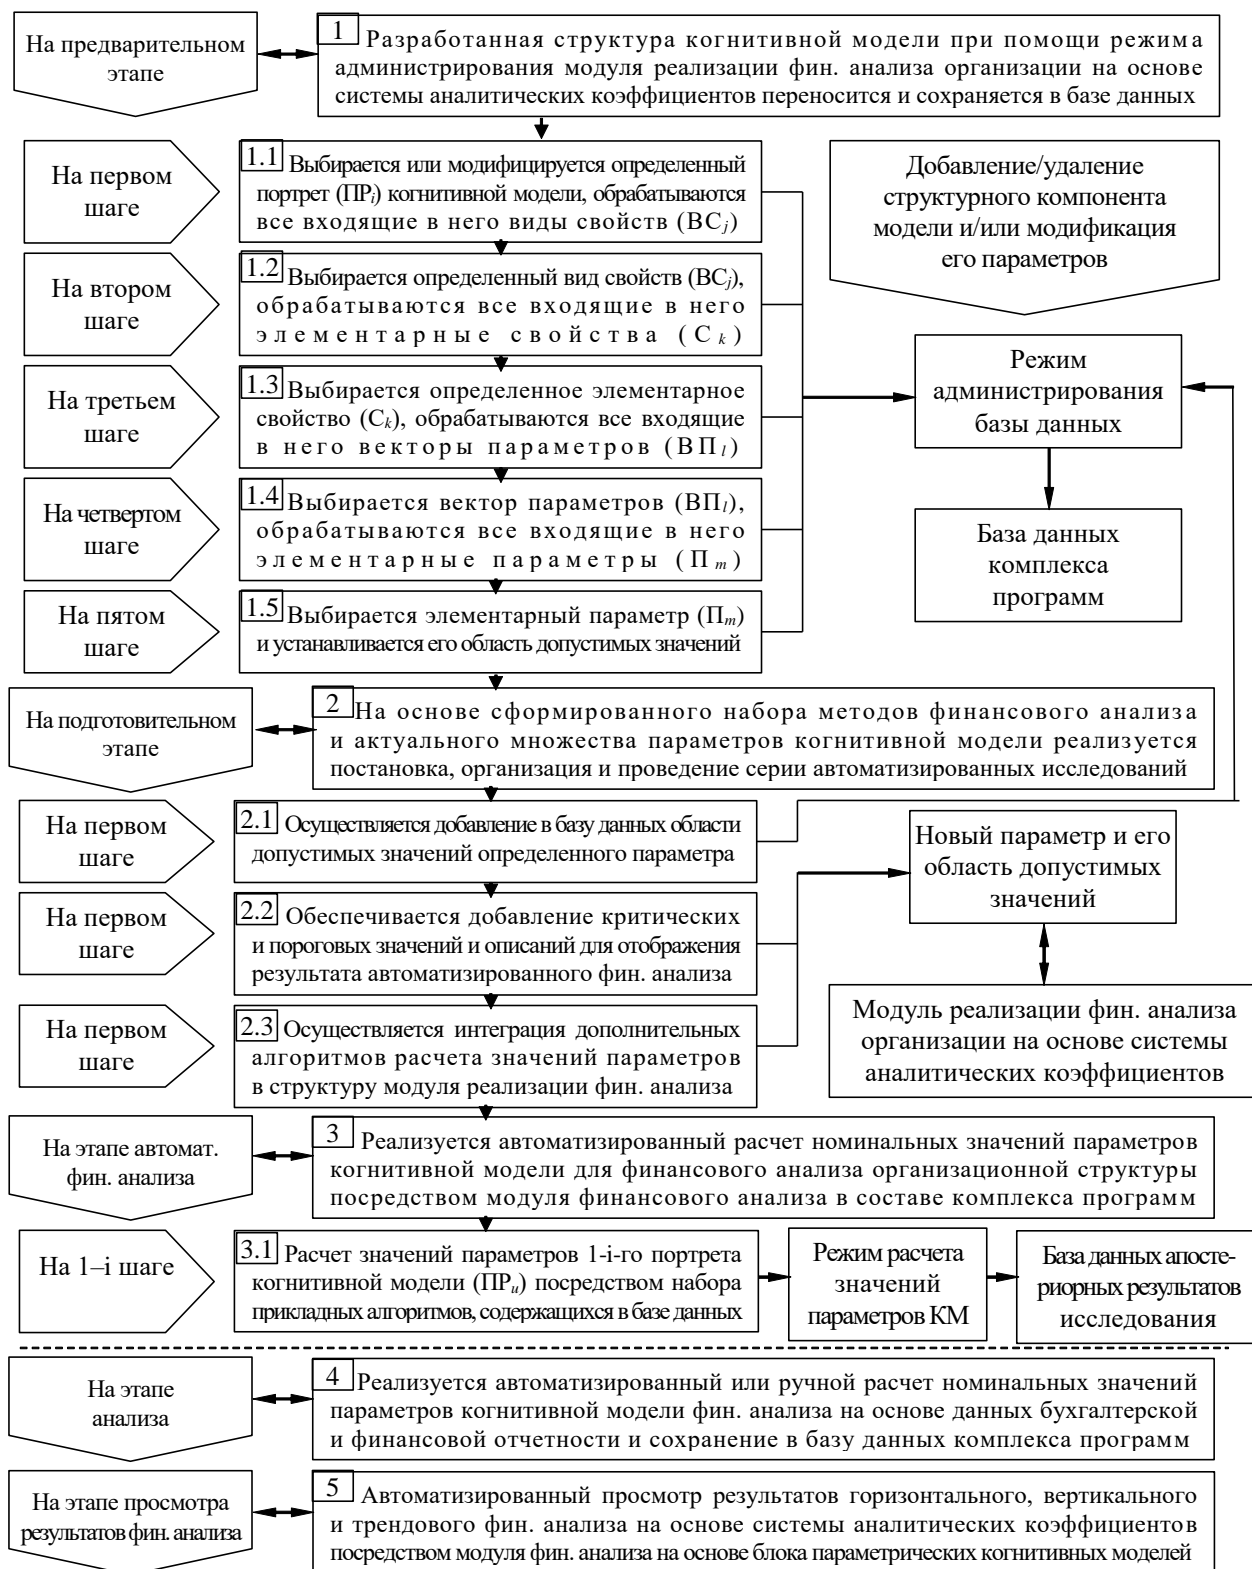 На предварительном
этапе
1
Разработанная структура когнитивной модели при помощи режима
администрирования модуля реализации фин. анализа организации на основе
системы аналитических коэффициентов переносится и сохраняется в базе данных
На первом
шаге
1.1 Выбирается или модифицируется определенный
портрет (ПРi) когнитивной модели, обрабатываются
все входящие в него виды свойств (ВСj)
Добавление/удаление
структурного компонента
модели и/или модификация
его параметров
На втором
шаге
1.2 Выбирается определенный вид свойств (ВСj),
обрабатываются все входящие в него
элементарные свойства (Сk)
На третьем
шаге
1.3 Выбирается определенное элементарное
свойство (Сk), обрабатываются все входящие
в него векторы параметров (ВПl)
Режим
администрирования
базы данных
На четвертом
шаге
1.4 Выбирается вектор параметров (ВПl),
обрабатываются все входящие в него
элементарные параметры (Пm)
База данных
комплекса
программ
На пятом
шаге
1.5 Выбирается элементарный параметр (Пm)
и устанавливается его область допустимых значений
На подготовительном
этапе
2
На основе сформированного набора методов финансового анализа
и актуального множества параметров когнитивной модели реализуется
постановка, организация и проведение серии автоматизированных исследований
На первом
шаге
2.1 Осуществляется добавление в базу данных области
допустимых значений определенного параметра
Новый параметр и его
область допустимых
значений
На первом
шаге
2.2 Обеспечивается добавление критических
и пороговых значений и описаний для отображения
результата автоматизированного фин. анализа
На первом
шаге
2.3 Осуществляется интеграция дополнительных
алгоритмов расчета значений параметров
в структуру модуля реализации фин. анализа
Модуль реализации фин. анализа
организации на основе системы
аналитических коэффициентов
На этапе автомат.
фин. анализа
3
Реализуется автоматизированный расчет номинальных значений параметров
когнитивной модели для финансового анализа организационной структуры
посредством модуля финансового анализа в составе комплекса программ
На 1–i шаге
3.1 Расчет значений параметров 1-i-го портрета
когнитивной модели (ПРu) посредством набора
прикладных алгоритмов, содержащихся в базе данных
Режим расчета
значений
параметров КМ
База данных апосте-
риорных результатов
исследования
На этапе
анализа
4
Реализуется автоматизированный или ручной расчет номинальных значений
параметров когнитивной модели фин. анализа на основе данных бухгалтерской
и финансовой отчетности и сохранение в базу данных комплекса программ
На этапе просмотра
результатов фин. анализа
5
Автоматизированный просмотр результатов горизонтального, вертикального
и трендового фин. анализа на основе системы аналитических коэффициентов
посредством модуля фин. анализа на основе блока параметрических когнитивных моделей